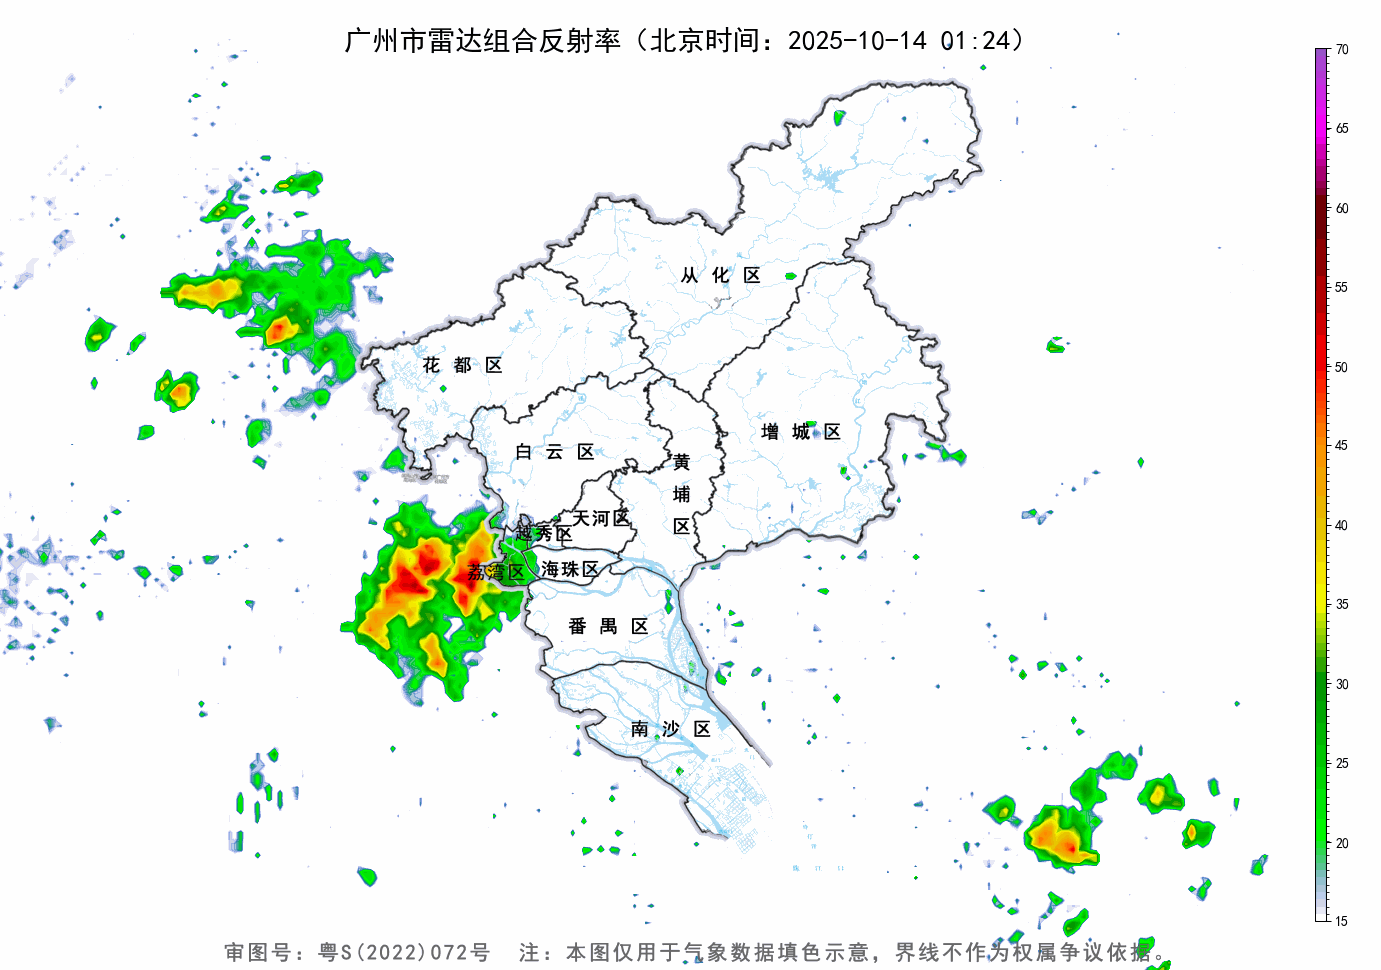 广州市雷达组合反射率（北京时间：2025-10-14 01:24）
70
65
60
55
50
45
40
35
30
25
20
15
从化区
花都区
增城区
白云区
黄埔区
天河区
越秀区
荔湾区
海珠区
番禺区
南沙区
审图号：粤S(2022)072号 注：本图仅用于气象数据填色示意，界线不作为权属争议依据。